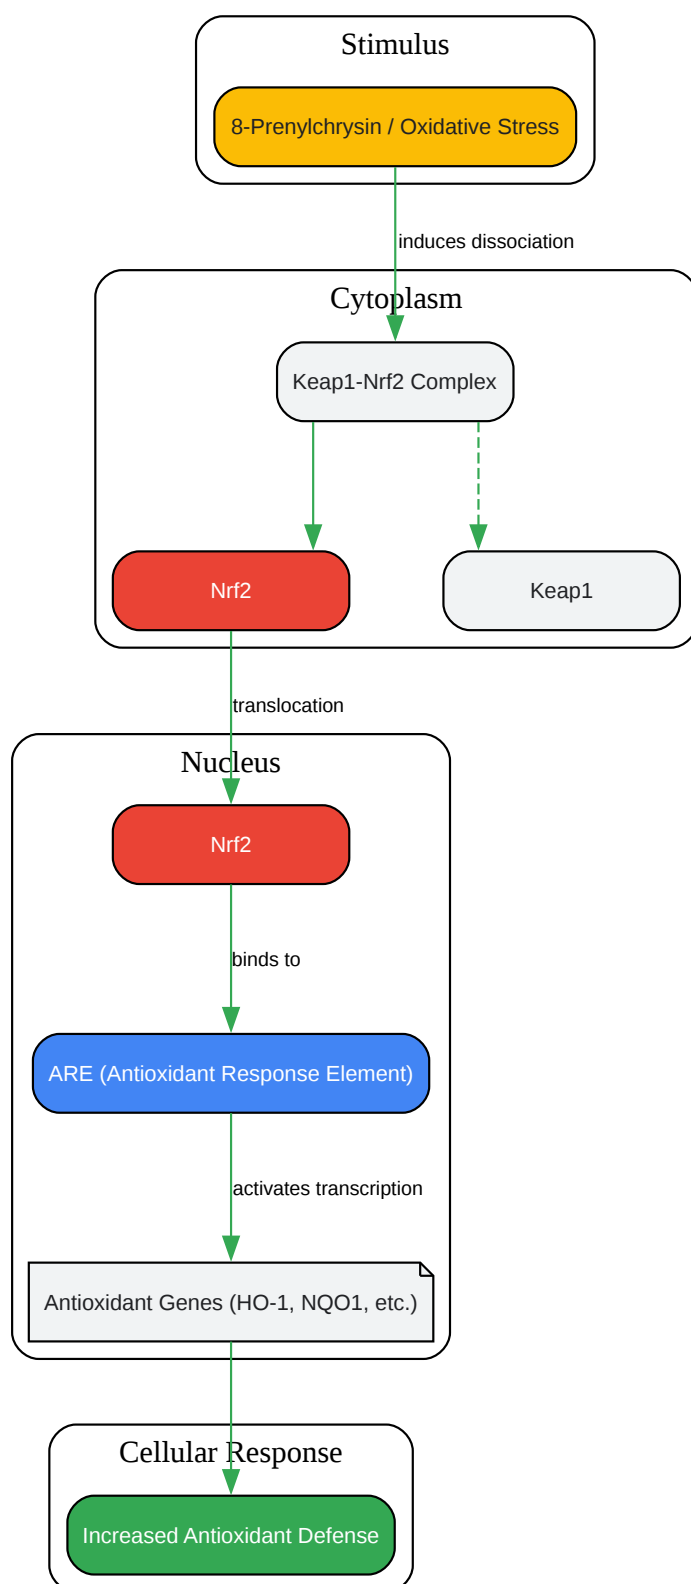 Stimulus
8-Prenylchrysin / Oxidative Stress
induces dissociation
Cytoplasm
Keap1-Nrf2 Complex
Nrf2
Keap1
translocation
Nucleus
Nrf2
binds to
ARE (Antioxidant Response Element)
activates transcription
Antioxidant Genes (HO-1, NQO1, etc.)
Cellular Response
Increased Antioxidant Defense